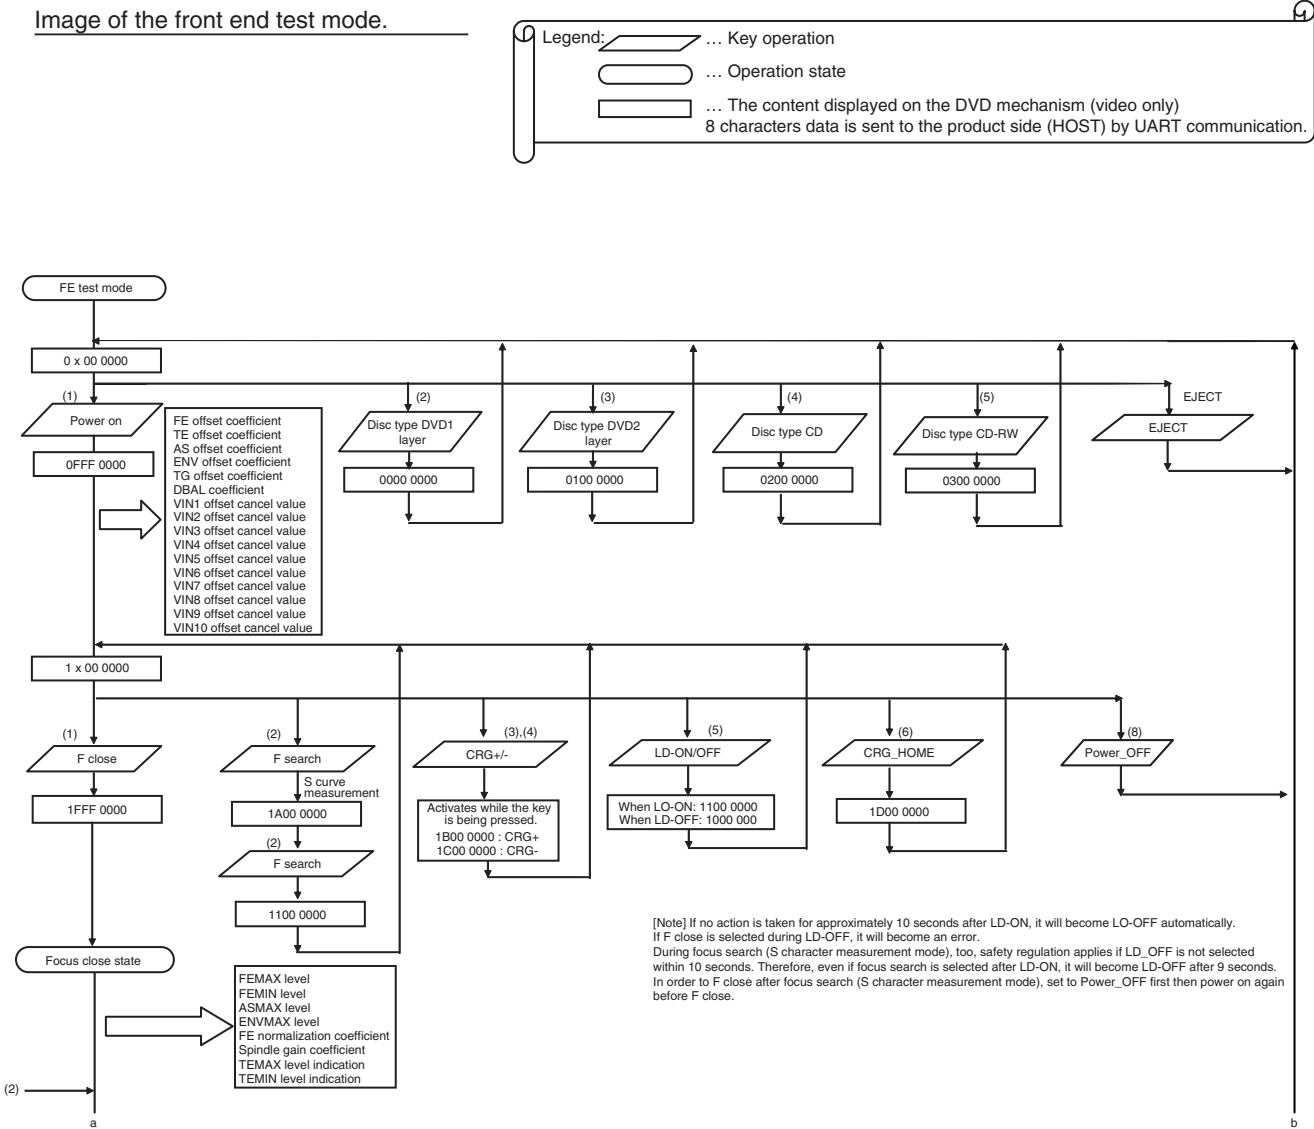 Image of the front end test mode.
Legend:
… Key operation
… Operation state
… The content displayed on the DVD mechanism (video only)
8 characters data is sent to the product side (HOST) by UART communication.
FE test mode
0 x 00 0000
(1)
Power on
0FFF 0000
FE offset coefficient
TE offset coefficient
AS offset coefficient
ENV offset coefficient
TG offset coefficient
DBAL coefficient
VIN1 offset cancel value
VIN2 offset cancel value
VIN3 offset cancel value
VIN4 offset cancel value
VIN5 offset cancel value
VIN6 offset cancel value
VIN7 offset cancel value
VIN8 offset cancel value
VIN9 offset cancel value
VIN10 offset cancel value
(2)
Disc type DVD1
layer
0000 0000
(3)
Disc type DVD2
layer
0100 0000
(4)
Disc type CD
0200 0000
(5)
Disc type CD-RW
0300 0000
EJECT
EJECT
1 x 00 0000
(1)
F close
1FFF 0000
(2)
F search
S curve
measurement
1A00 0000
(2)
F search
1100 0000
(3),(4)
CRG+/-
Activates while the key
is being pressed.
1B00 0000 : CRG+
1C00 0000 : CRG-
(5)
LD-ON/OFF
When LO-ON: 1100 0000
When LD-OFF: 1000 000
(6)
CRG_HOME
1D00 0000
(8)
Power_OFF
[Note] If no action is taken for approximately 10 seconds after LD-ON, it will become LO-OFF automatically.
If F close is selected during LD-OFF, it will become an error.
During focus search (S character measurement mode), too, safety regulation applies if LD_OFF is not selected
within 10 seconds. Therefore, even if focus search is selected after LD-ON, it will become LD-OFF after 9 seconds.
In order to F close after focus search (S character measurement mode), set to Power_OFF first then power on again
before F close.
Focus close state
FEMAX level
FEMIN level
ASMAX level
ENVMAX level
FE normalization coefficient
Spindle gain coefficient
TEMAX level indication
TEMIN level indication
(2)
a
b